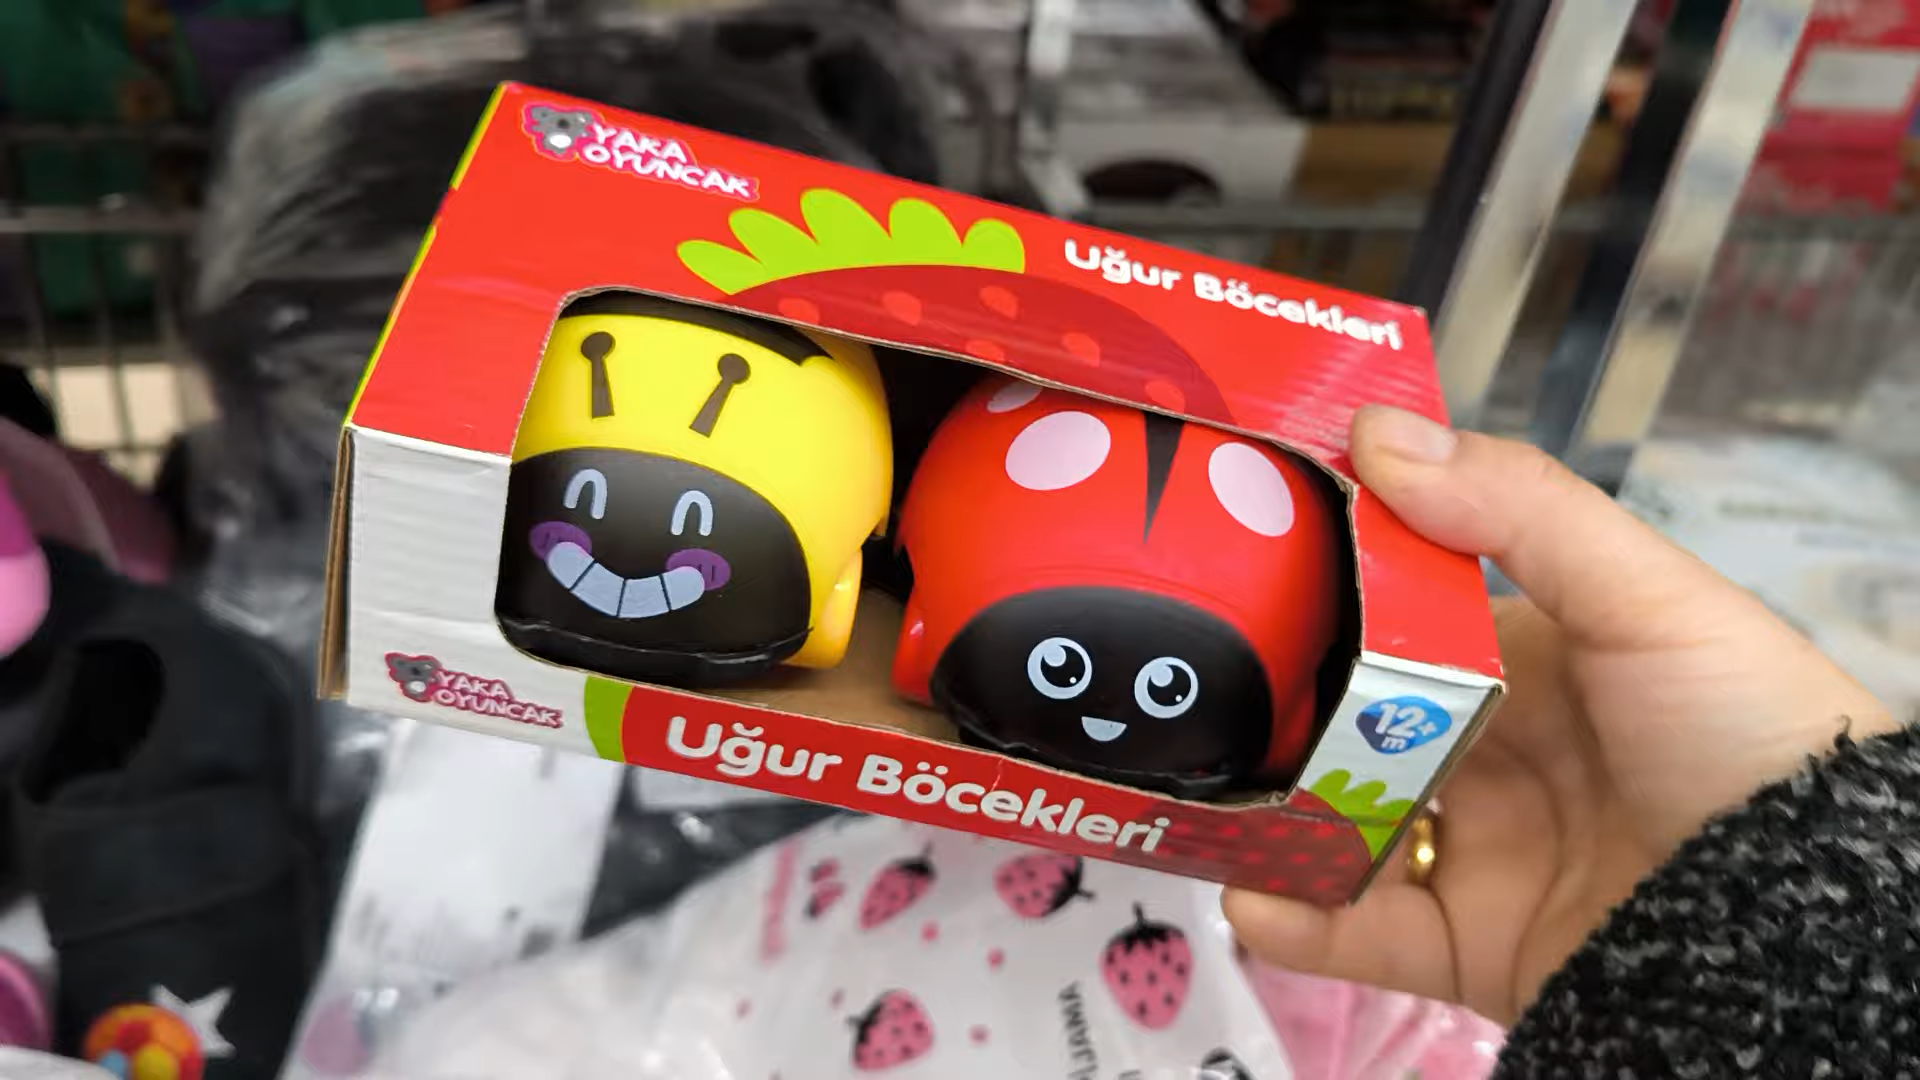 YAKA
OYUNCAK
Uğur Böcekleri
YAKA
OYUNCAK
Uğur Böcekleri
12+
m